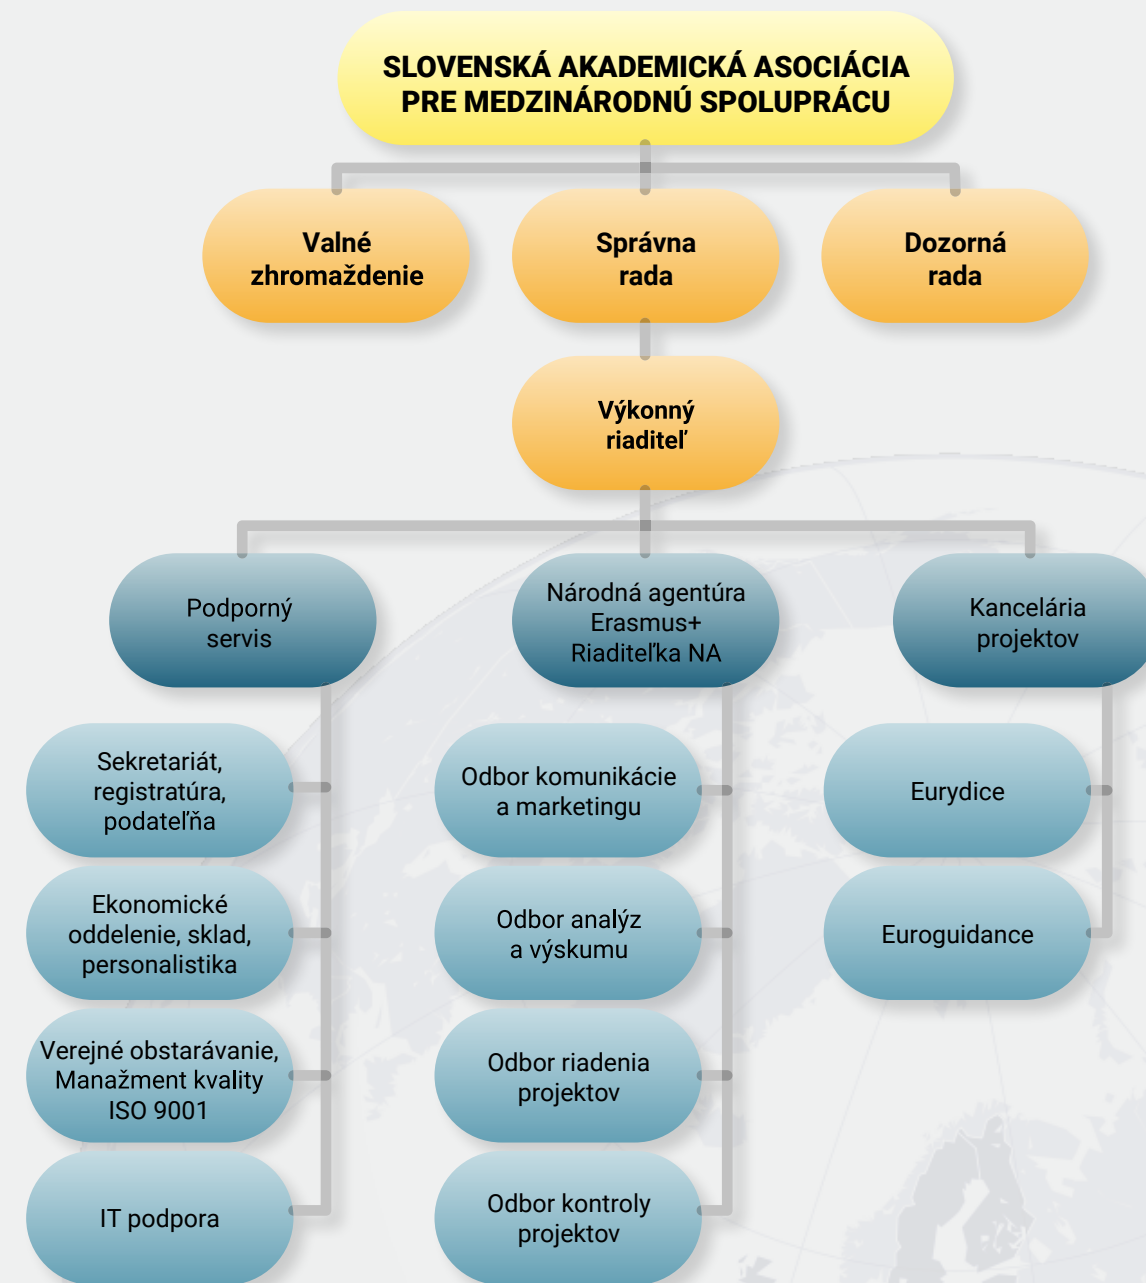 SLOVENSKÁ AKADEMICKÁ ASOCIÁCIA
PRE MEDZINÁRODNÚ SPOLUPRÁCU
Valné
zhromaždenie
Správna
rada
Dozorná
rada
Výkonný
riaditeľ
Podporný
servis
Národná agentúra
Erasmus+
Riaditeľka NA
Kancelária
projektov
Sekretariát,
registratúra,
podateľňa
Odbor komunikácie
a marketingu
Eurydice
Ekonomické
oddelenie, sklad,
personalistika
Odbor analýz
a výskumu
Euroguidance
Verejné obstarávanie,
Manažment kvality
ISO 9001
Odbor riadenia
projektov
IT podpora
Odbor kontroly
projektov